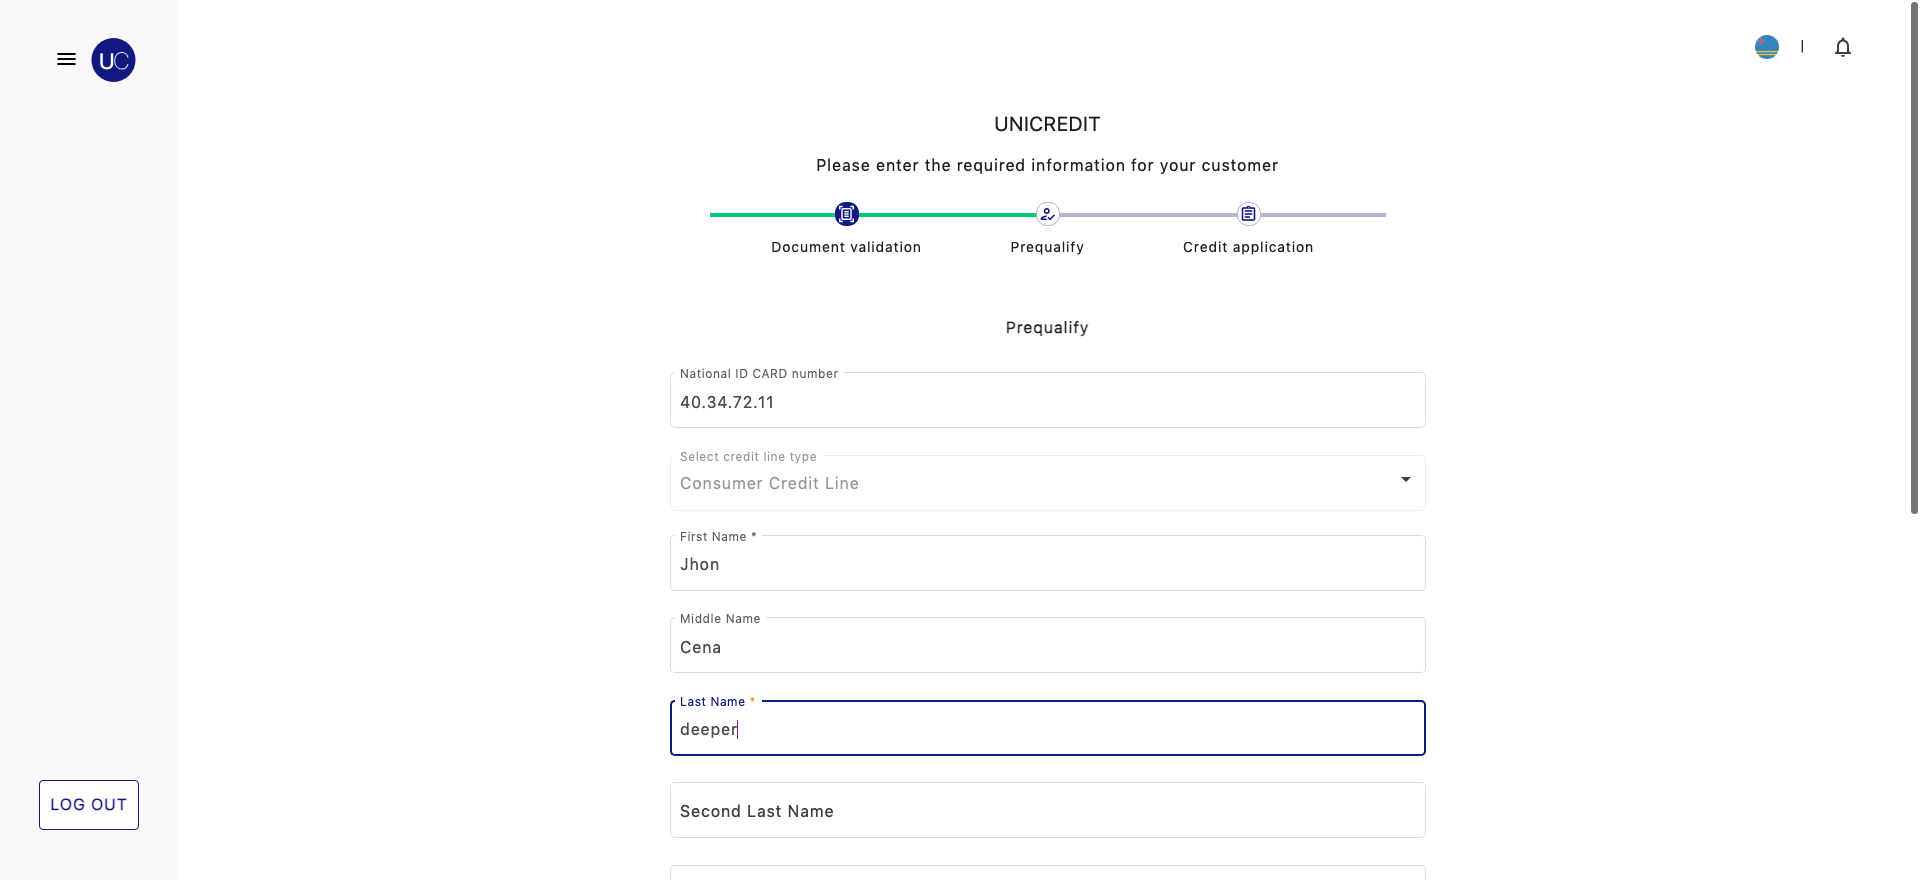 UC
|
UNICREDIT
Please enter the required information for your customer
Document validation
Prequalify
Credit application
Prequalify
National ID CARD number
40.34.72.11
Select credit line type
Consumer Credit Line
First Name *
Jhon
Middle Name
Cena
Last Name *
deeper
Second Last Name
LOG OUT